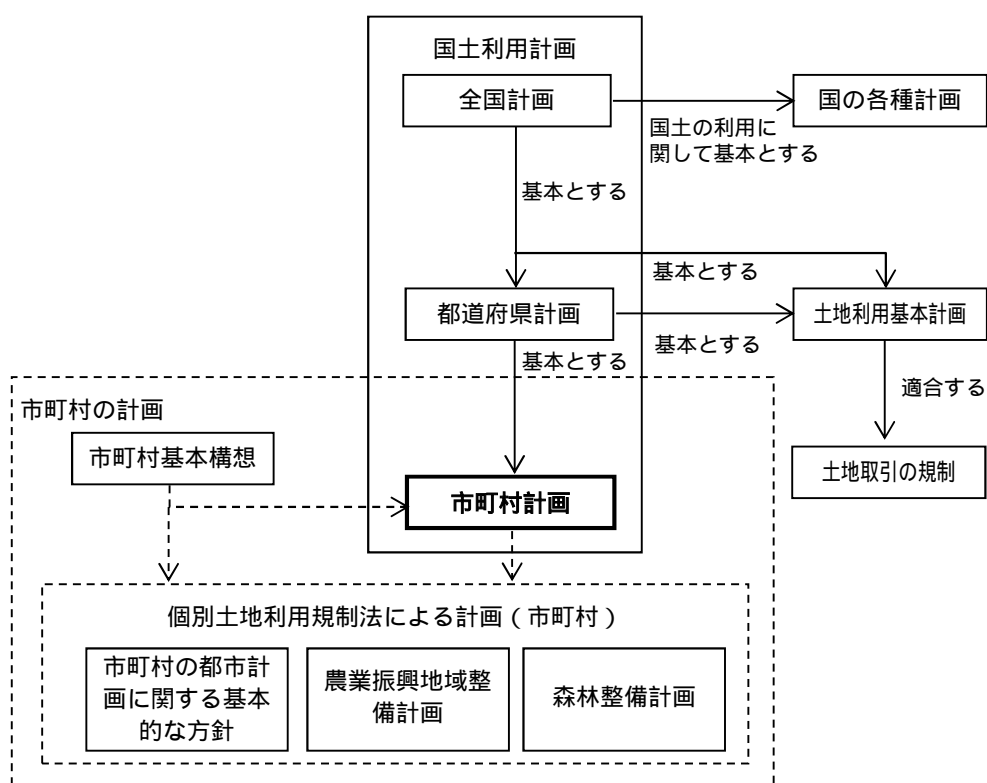 国土利用計画
全国計画
国の各種計画
国土の利用に
関して基本とする
基本とする
基本とする
都道府県計画
土地利用基本計画
基本とする
基本とする
適合する
市町村の計画
市町村基本構想
土地取引の規制
市町村計画
個別土地利用規制法による計画(市町村)
市町村の都市計
画に関する基本
的な方針
農業振興地域整
備計画
森林整備計画